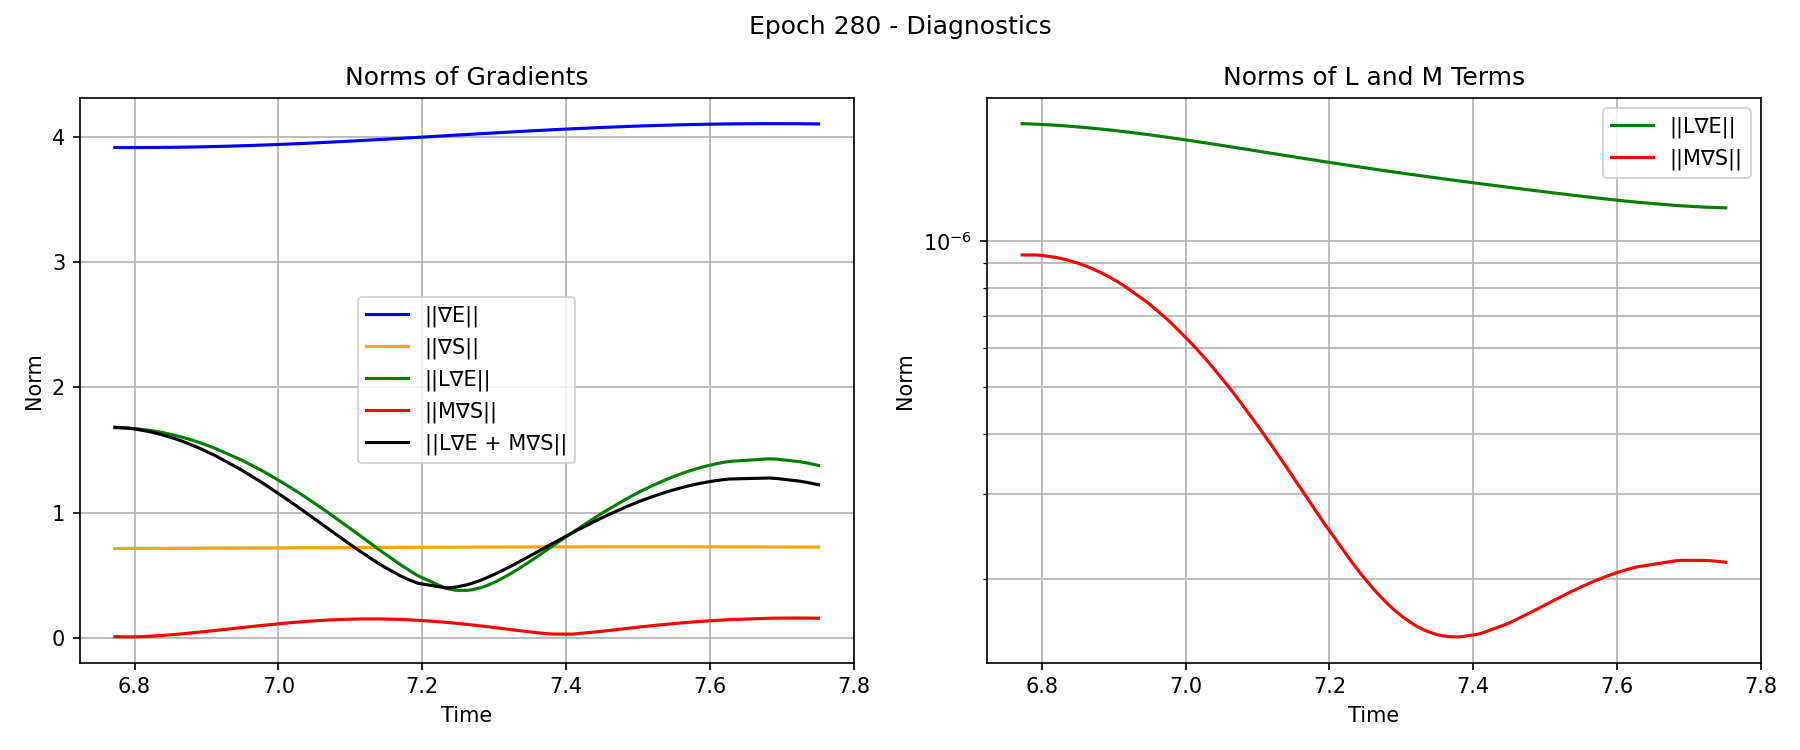 Epoch 280 - Diagnostics
Norms of Gradients
Norm
4
3
2
1
0
||∇E||
||∇S||
||L∇E||
||M∇S||
||L∇E + M∇S||
6.8 7.0 7.2 7.4 7.6 7.8
Time
Norms of L and M Terms
Norm
10⁻⁶
||L∇E||
||M∇S||
6.8 7.0 7.2 7.4 7.6 7.8
Time